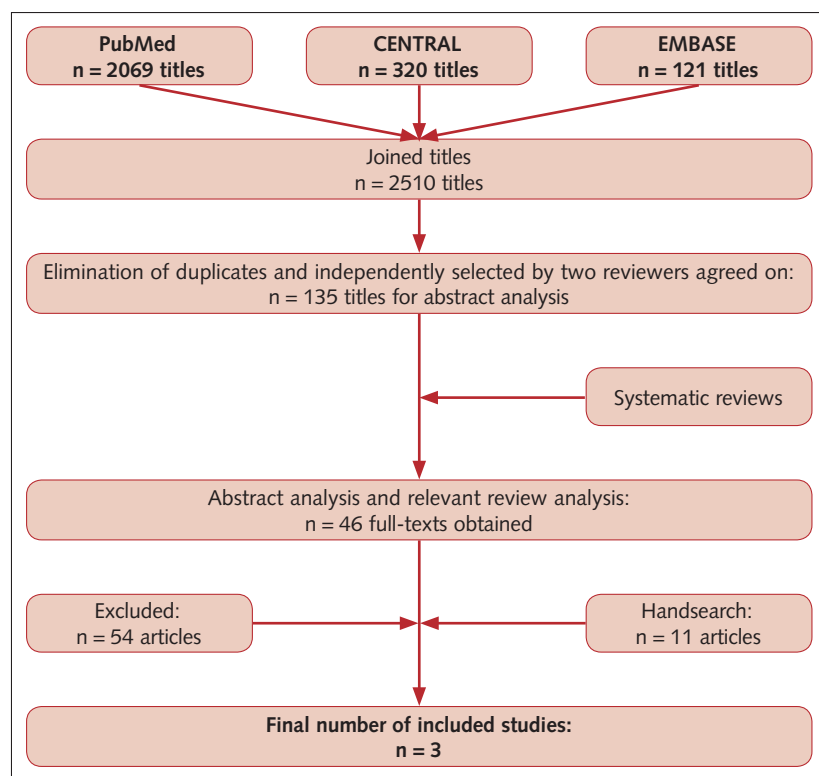 PubMed
n = 2069 titles
CENTRAL
n = 320 titles
EMBASE
n = 121 titles
Joined titles
n = 2510 titles
Elimination of duplicates and independently selected by two reviewers agreed on:
n = 135 titles for abstract analysis
Systematic reviews
Abstract analysis and relevant review analysis:
n = 46 full-texts obtained
Excluded:
n = 54 articles
Handsearch:
n = 11 articles
Final number of included studies:
n = 3